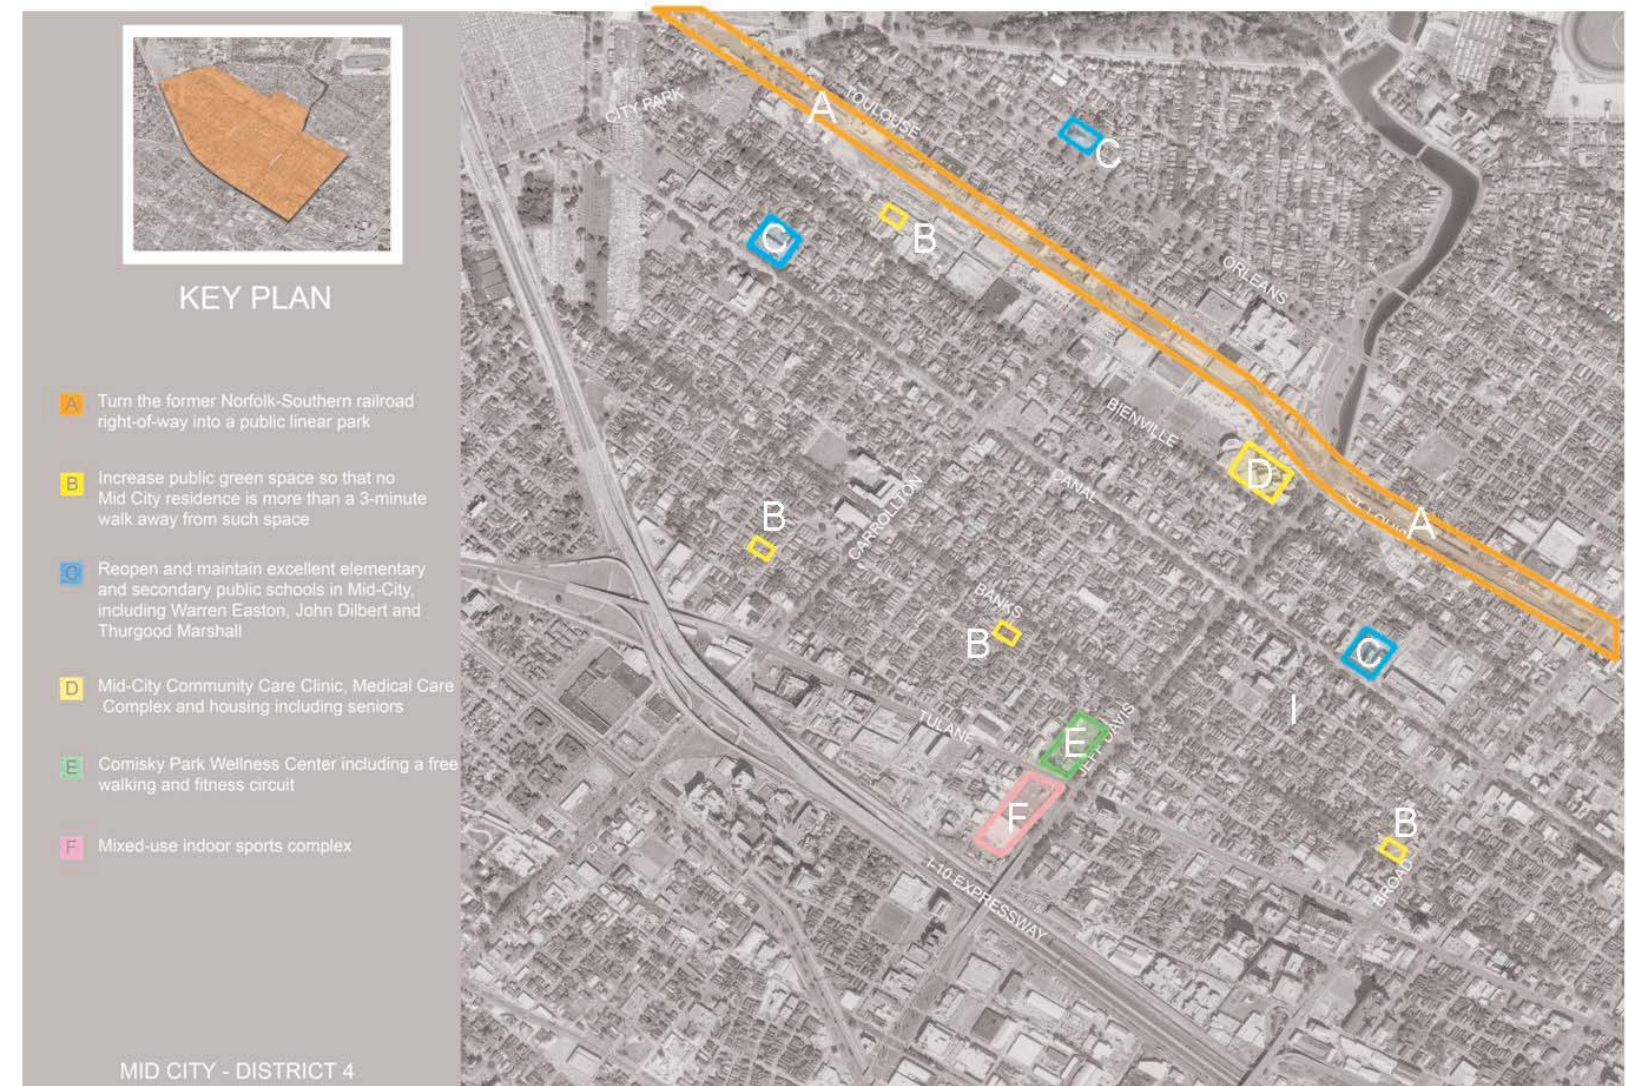 KEY PLAN
A Turn the former Norfolk-Southern railroad
right-of-way into a public linear park
B Increase public green space so that no
Mid City residence is more than a 3-minute
walk away from such space
C Reopen and maintain excellent elementary
and secondary public schools in Mid-City,
including Warren Easton, John Dilbert and
Thurgood Marshall
D Mid-City Community Care Clinic, Medical Care
Complex and housing including seniors
E Comisky Park Wellness Center including a free
walking and fitness circuit
F Mixed-use indoor sports complex
MID CITY - DISTRICT 4
CITY PARK
A
TOULOUSE
C
C
B
ORLEANS
BIENVILLE
CANAL
D
CARROLLTON
ST. LOUIS
A
B
BANKS
B
C
I
TULANE
E
JEFF DAVIS
F
B
BROAD
I-10 EXPRESSWAY